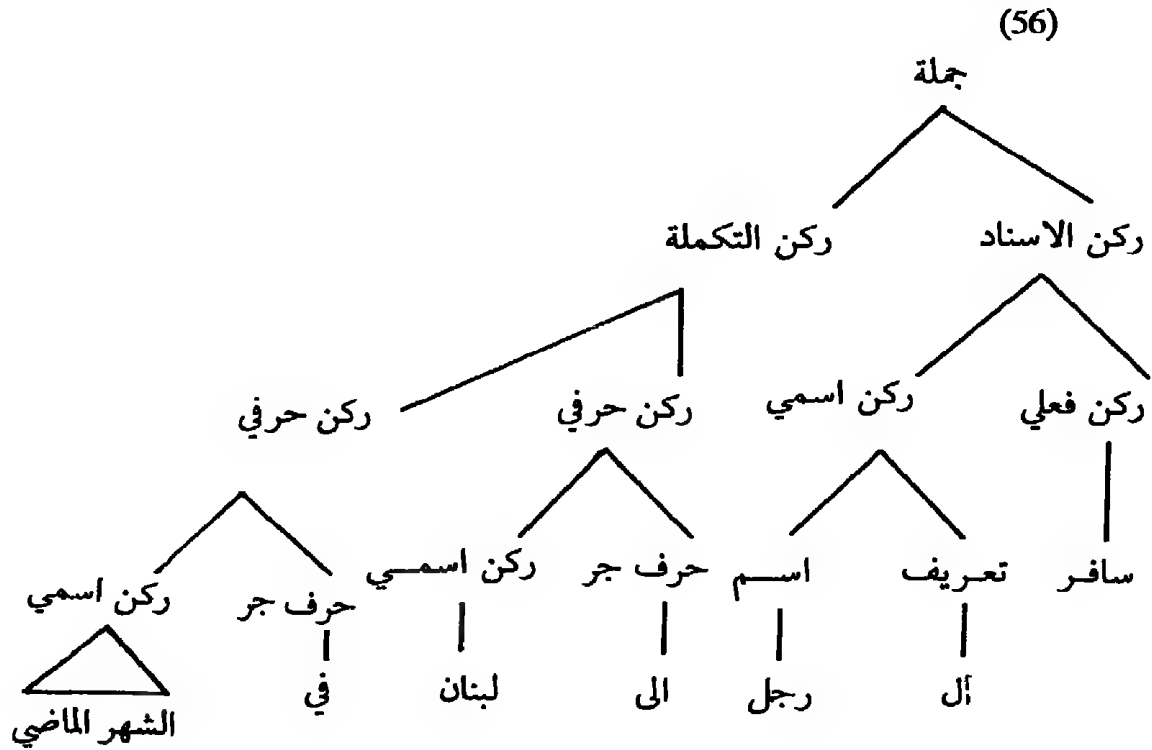 (56)
جملة
ركن الاسناد ركن التكملة
ركن فعلي ركن اسمي ركن حرفي ركن حرفي
سافر تعريف اسم حرف جر ركن اسمي حرف جر ركن اسمي
أل رجل الى لبنان في الشهر الماضي